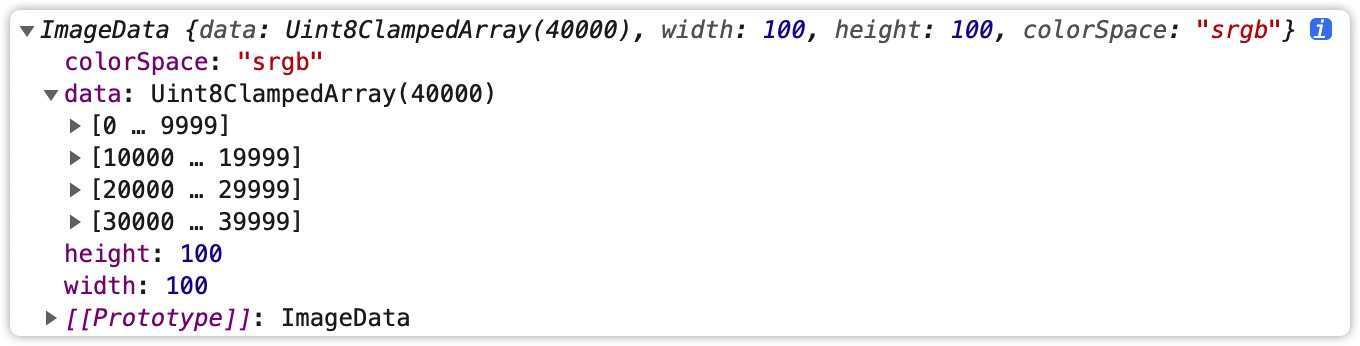 ▼ImageData {data: Uint8ClampedArray(40000), width: 100, height: 100, colorSpace: "srgb"} i
colorSpace: "srgb"
▼data: Uint8ClampedArray(40000)
▶[0 … 9999]
▶[10000 … 19999]
▶[20000 … 29999]
▶[30000 … 39999]
height: 100
width: 100
▶[[Prototype]]: ImageData